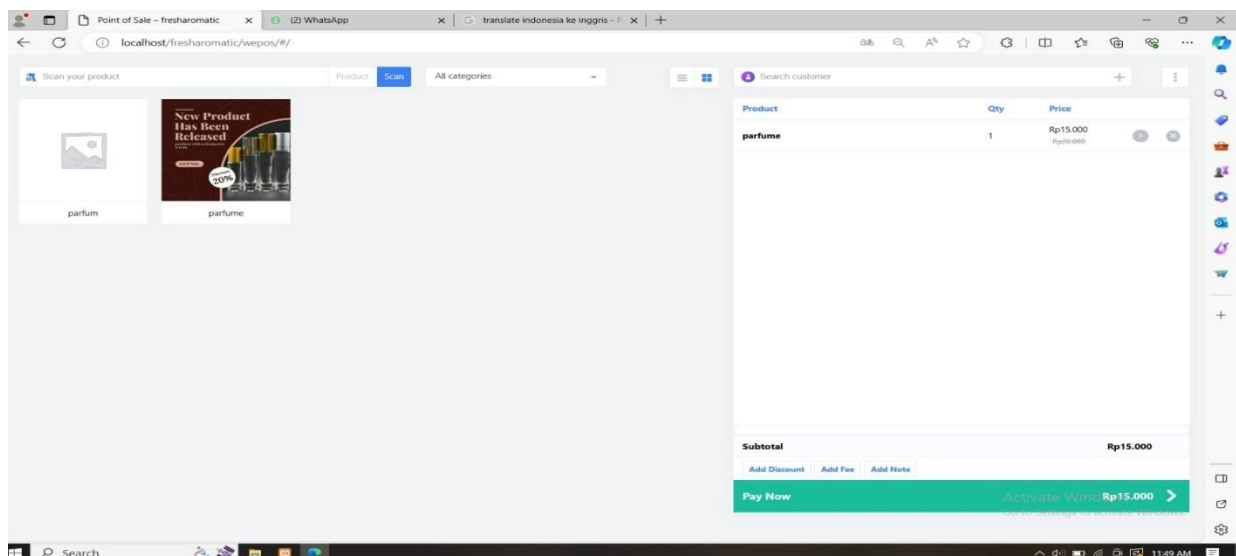 Point of Sale – fresharomatic
(2) WhatsApp
translate indonesia ke inggris - P
localhost/fresharomatic/wepos/#/
Scan your product
Product
Scan
All categories
Search customer
New Product
Has Been
Released
20%
parfum
parfume
Product Qty Price
parfume 1 Rp15.000
Rp20.000
Subtotal Rp15.000
Add Discount Add Fee Add Note
Pay Now Rp15.000
Activate Wind
Go to Settings to activate Windows.
Search
11:49 AM